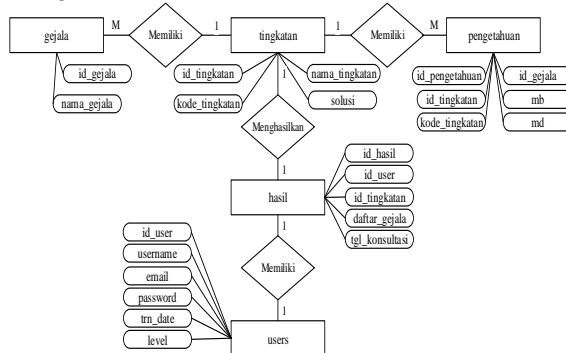 gejala
M
Memiliki
1
tingkatan
1
Memiliki
M
pengetahuan
id_gejala
nama_gejala
id_tingkatan
kode_tingkatan
1
nama_tingkatan
solusi
id_pengetahuan
id_tingkatan
kode_tingkatan
id_gejala
mb
md
Menghasilkan
1
hasil
id_hasil
id_user
id_tingkatan
daftar_gejala
tgl_konsultasi
1
Memiliki
1
id_user
username
email
password
trn_date
level
users